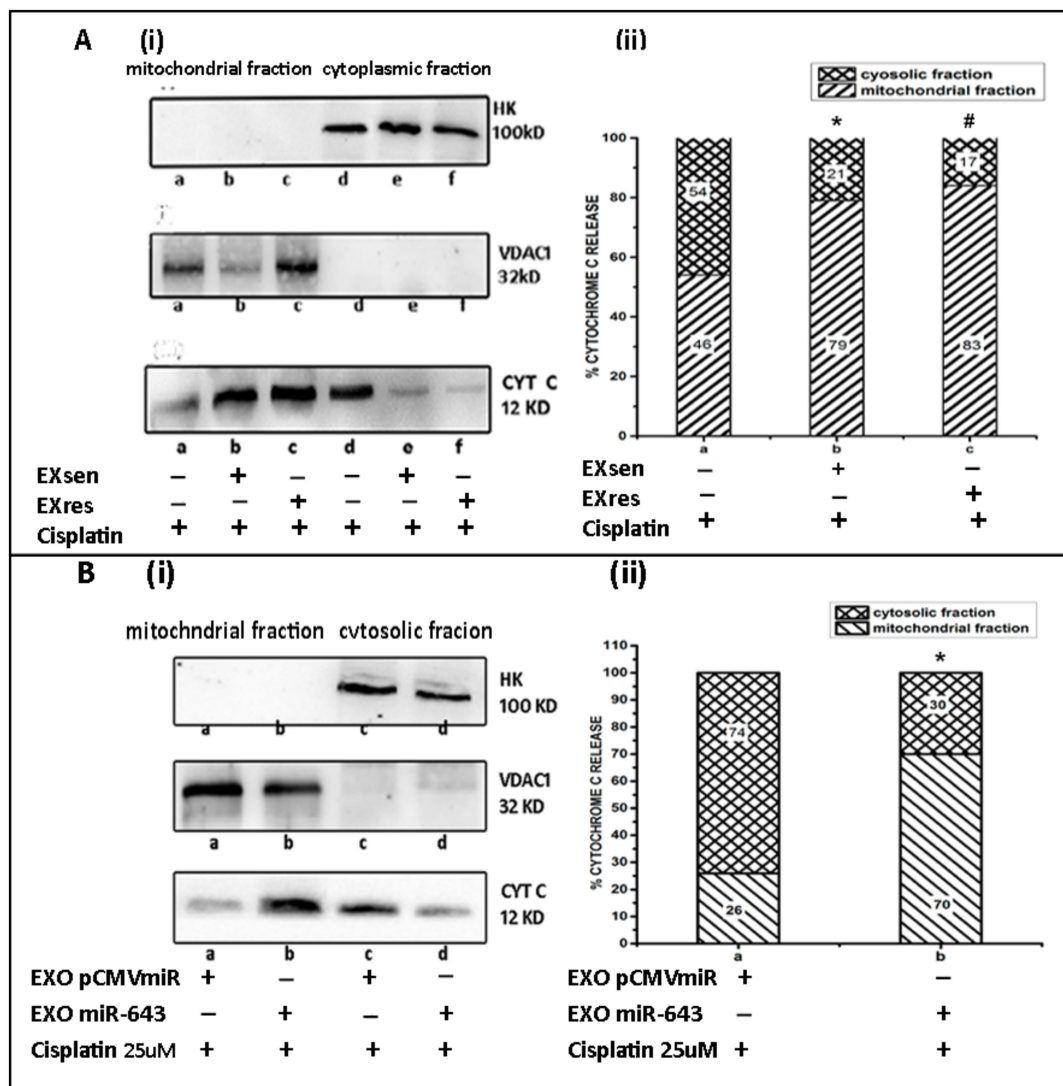 A (i)
mitochondrial fraction cytoplasmic fraction
HK
100kD
a b c d e f
VDAC1
32kD
a b c d e f
CYT C
12 KD
a b c d e f
EXsen – + – – + –
EXres – – + – – +
Cisplatin + + + + + +
(ii)
cyosolic fraction
mitochondrial fraction
* #
% CYTOCHROME C RELEASE
100
80
60
40
20
0
54 21 17
46 79 83
a b c
EXsen – + –
EXres – – +
Cisplatin + + +
B (i)
mitochndrial fraction cvtosolic fracion
HK
100 KD
a b c d
VDAC1
32 KD
a b c d
CYT C
12 KD
a b c d
EXO pCMVmiR + – + –
EXO miR-643 – + – +
Cisplatin 25uM + + + +
(ii)
cytosolic fraction
mitochondrial fraction
*
% CYTOCHROME C RELEASE
110
100
90
80
70
60
50
40
30
20
10
0
74 30
26 70
a b
EXO pCMVmiR + –
EXO miR-643 – +
Cisplatin 25uM + +